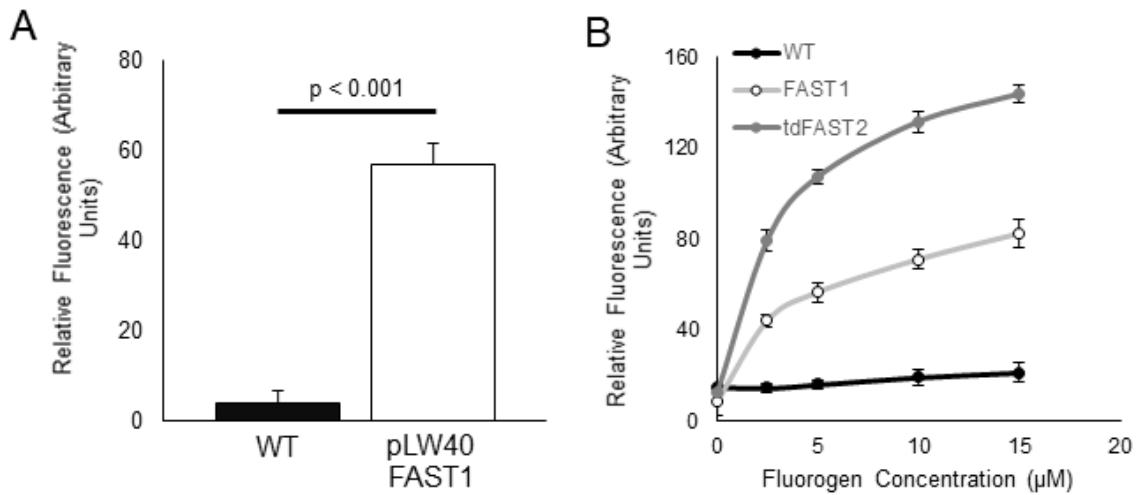 A
Relative Fluorescence (Arbitrary
Units)
80
60
40
20
0
p < 0.001
WT
pLW40
FAST1
B
Relative Fluorescence (Arbitrary
Units)
160
120
80
40
0
WT
FAST1
tdFAST2
0
5
10
15
20
Fluorogen Concentration (µM)